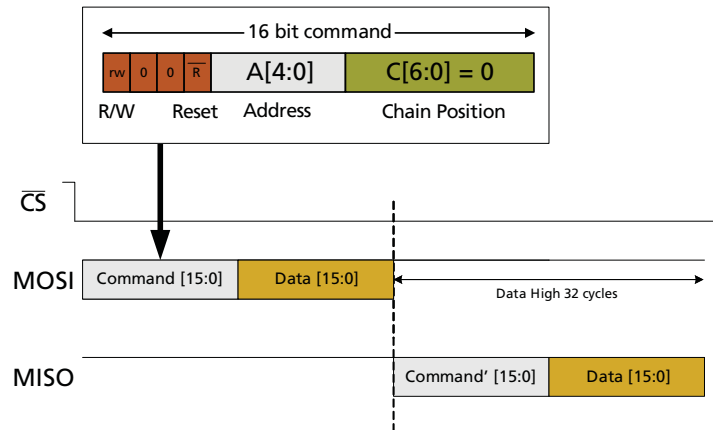 16 bit command
rw 0 0 R̅ A[4:0] C[6:0] = 0
R/W Reset Address Chain Position
C̅S̅
MOSI Command [15:0] Data [15:0] Data High 32 cycles
MISO Command' [15:0] Data [15:0]